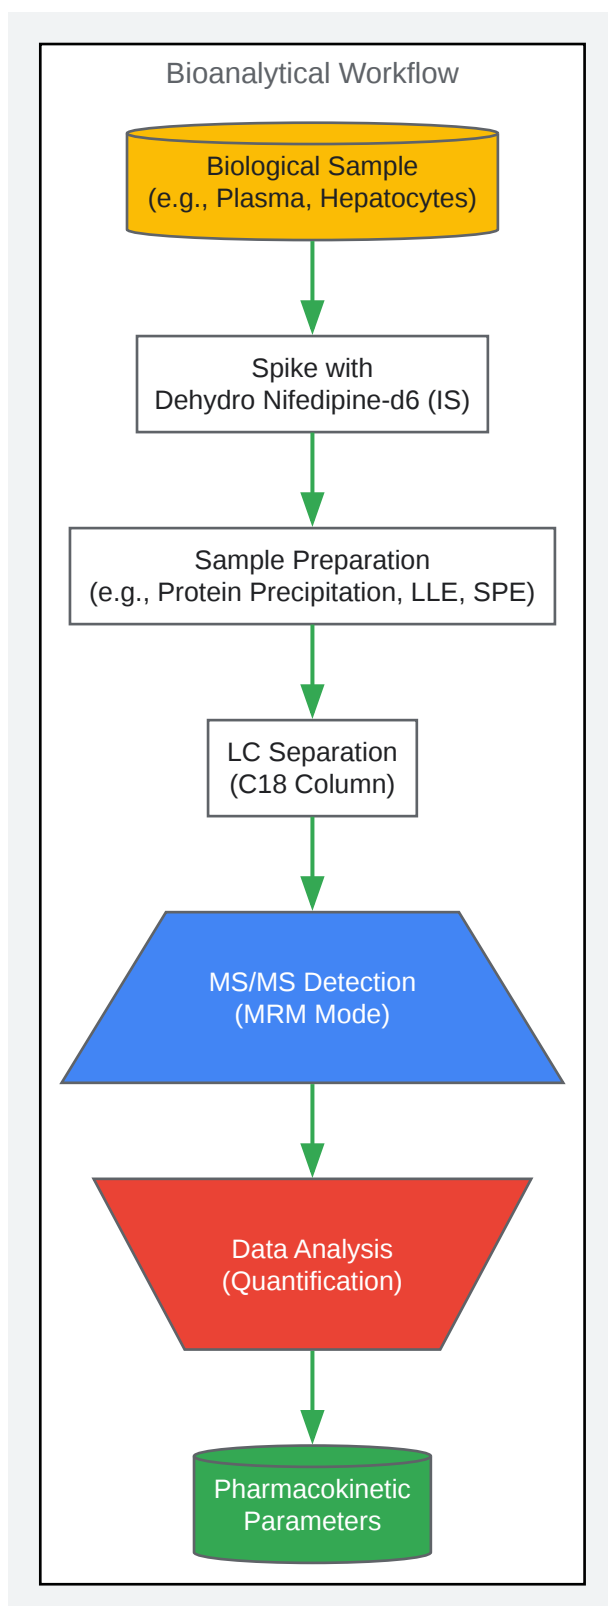 Bioanalytical Workflow
Biological Sample
(e.g., Plasma, Hepatocytes)
Spike with
Dehydro Nifedipine-d6 (IS)
Sample Preparation
(e.g., Protein Precipitation, LLE, SPE)
LC Separation
(C18 Column)
MS/MS Detection
(MRM Mode)
Data Analysis
(Quantification)
Pharmacokinetic
Parameters